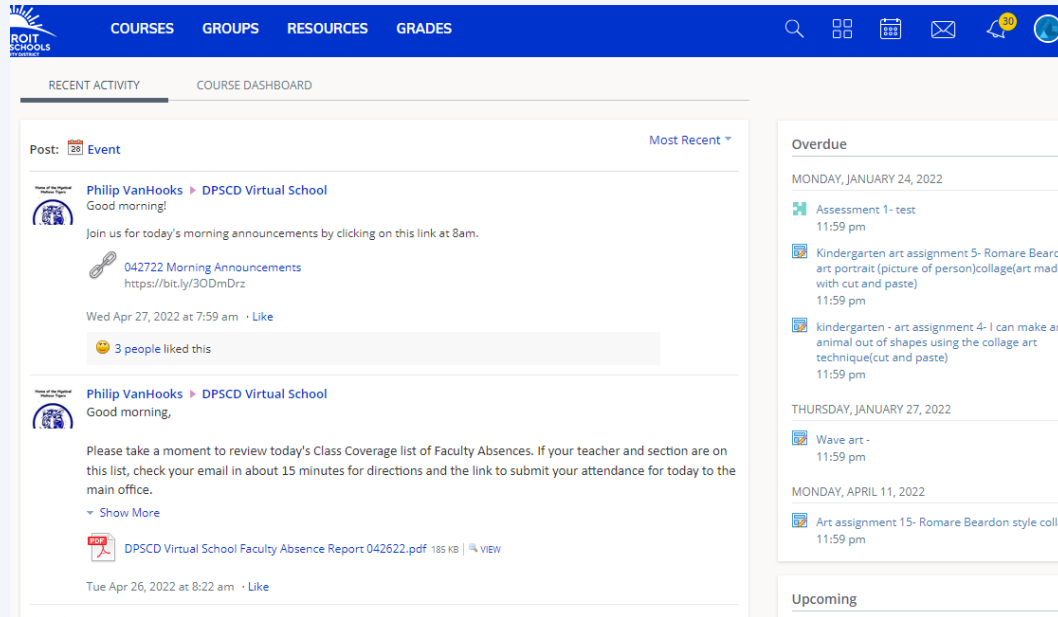 ROIT
SCHOOLS
COURSES GROUPS RESOURCES GRADES
30
RECENT ACTIVITY COURSE DASHBOARD
Post: 28 Event
Most Recent
Philip VanHooks DPSCD Virtual School
Good morning!
Join us for today's morning announcements by clicking on this link at 8am.
042722 Morning Announcements
https://bit.ly/3ODmDrz
Wed Apr 27, 2022 at 7:59 am · Like
3 people liked this
Philip VanHooks DPSCD Virtual School
Good morning,
Please take a moment to review today's Class Coverage list of Faculty Absences. If your teacher and section are on
this list, check your email in about 15 minutes for directions and the link to submit your attendance for today to the
main office.
Show More
PDF
DPSCD Virtual School Faculty Absence Report 042622.pdf 185 KB | VIEW
Tue Apr 26, 2022 at 8:22 am · Like
Overdue
MONDAY, JANUARY 24, 2022
Assessment 1- test
11:59 pm
Kindergarten art assignment 5- Romare Beard
art portrait (picture of person)collage(art mad
with cut and paste)
11:59 pm
kindergarten - art assignment 4- I can make a
animal out of shapes using the collage art
technique(cut and paste)
11:59 pm
THURSDAY, JANUARY 27, 2022
Wave art -
11:59 pm
MONDAY, APRIL 11, 2022
Art assignment 15- Romare Beardon style coll
11:59 pm
Upcoming